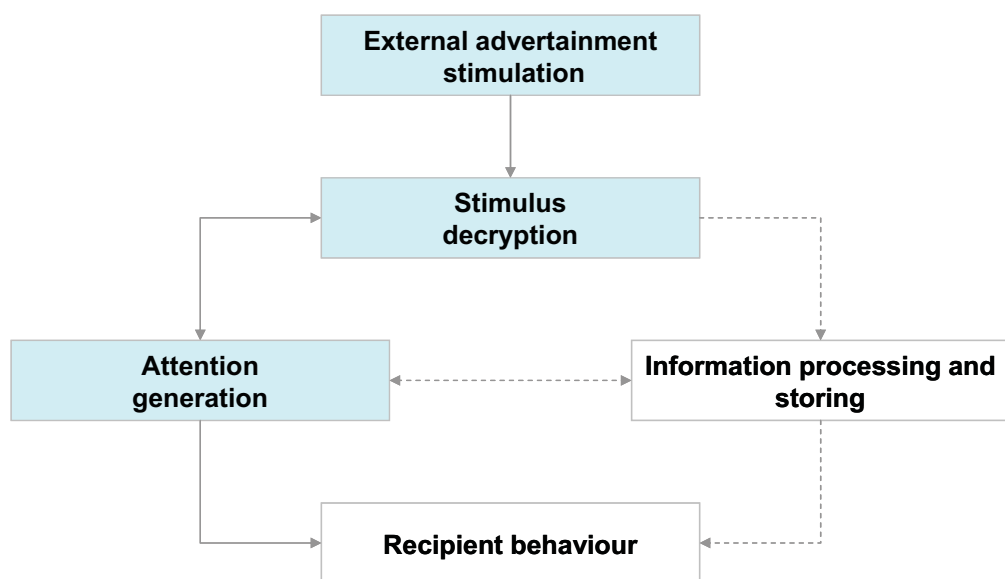 External advertainment
stimulation
Stimulus
decryption
Attention
generation
Information processing and
storing
Recipient behaviour